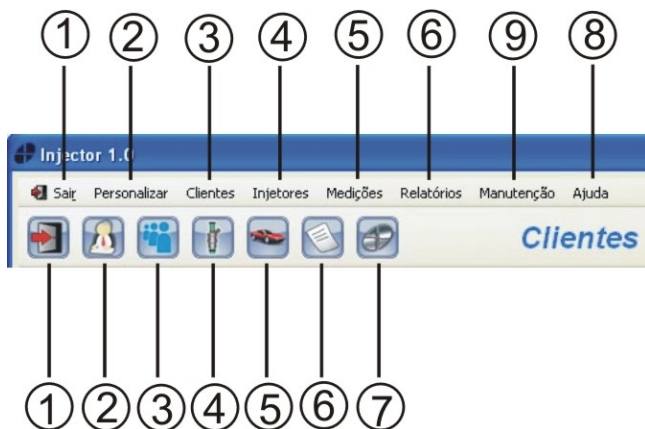 1 2 3 4 5 6 9 8
Injector 1.0
Sair Personalizar Clientes Injetores Medições Relatórios Manutenção Ajuda
Clientes
1 2 3 4 5 6 7